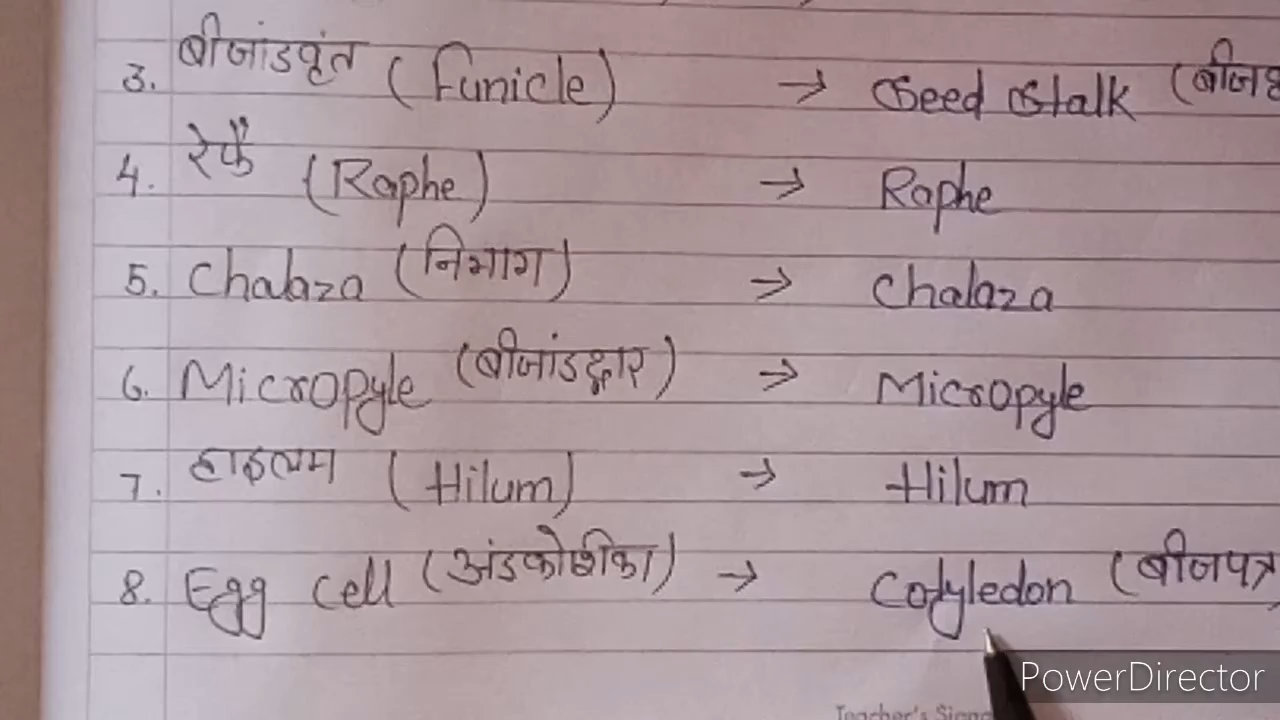 3. बीजांडवृंत (Funicle) → Seed Stalk (बीज
4. रेफै (Raphe) → Raphe
5. Chalaza (निभाग) → Chalaza
6. Micropyle (बीजांडद्वार) → Micropyle
7. हाइलम (Hilum) → Hilum
8. Egg cell (अंडकोशीका) → Cotyledon (बीजपत्र
PowerDirector
Teacher's